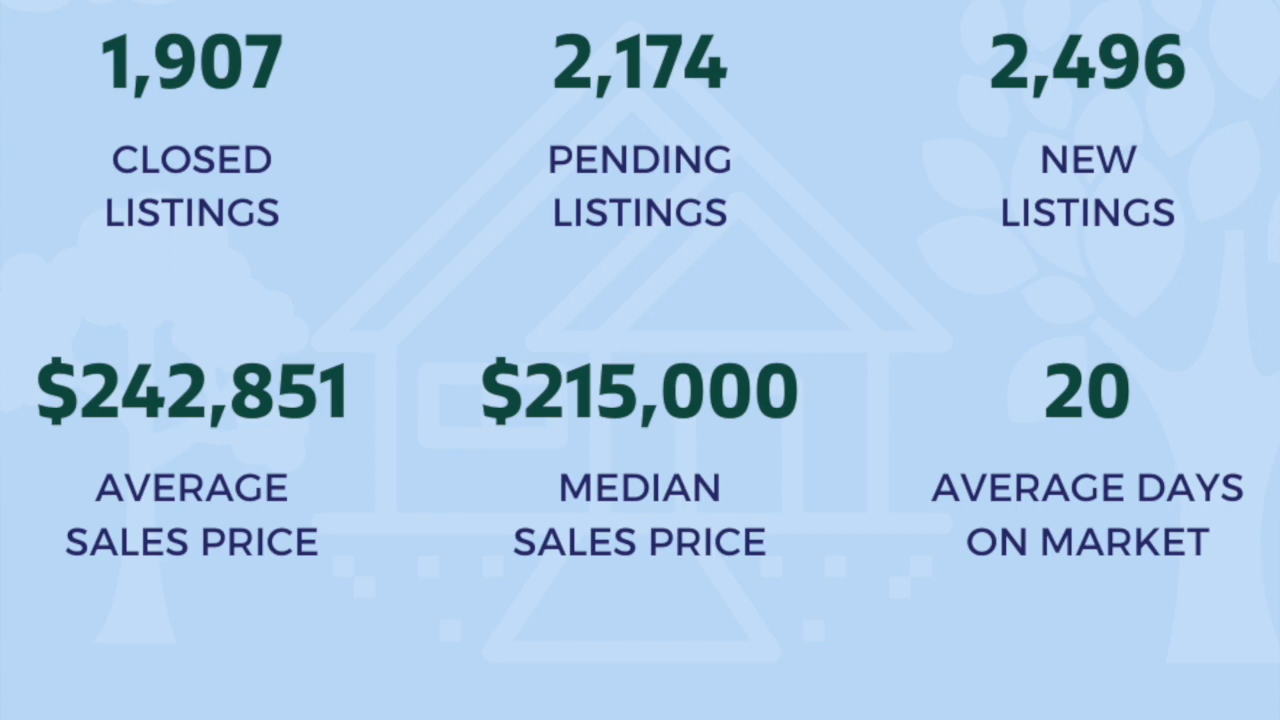 1,907
CLOSED
LISTINGS
2,174
PENDING
LISTINGS
2,496
NEW
LISTINGS
$242,851
AVERAGE
SALES PRICE
$215,000
MEDIAN
SALES PRICE
20
AVERAGE DAYS
ON MARKET